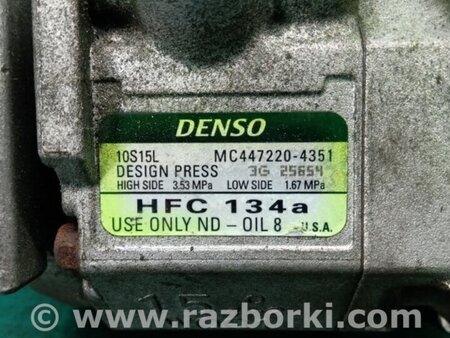 DENSO
10S15L MC447220-4351
DESIGN PRESS 3G 25654
HIGH SIDE 3.53 MPa LOW SIDE 1.67 MPa
HFC 134a
USE ONLY ND-OIL 8 U.S.A.
www.razborki.com